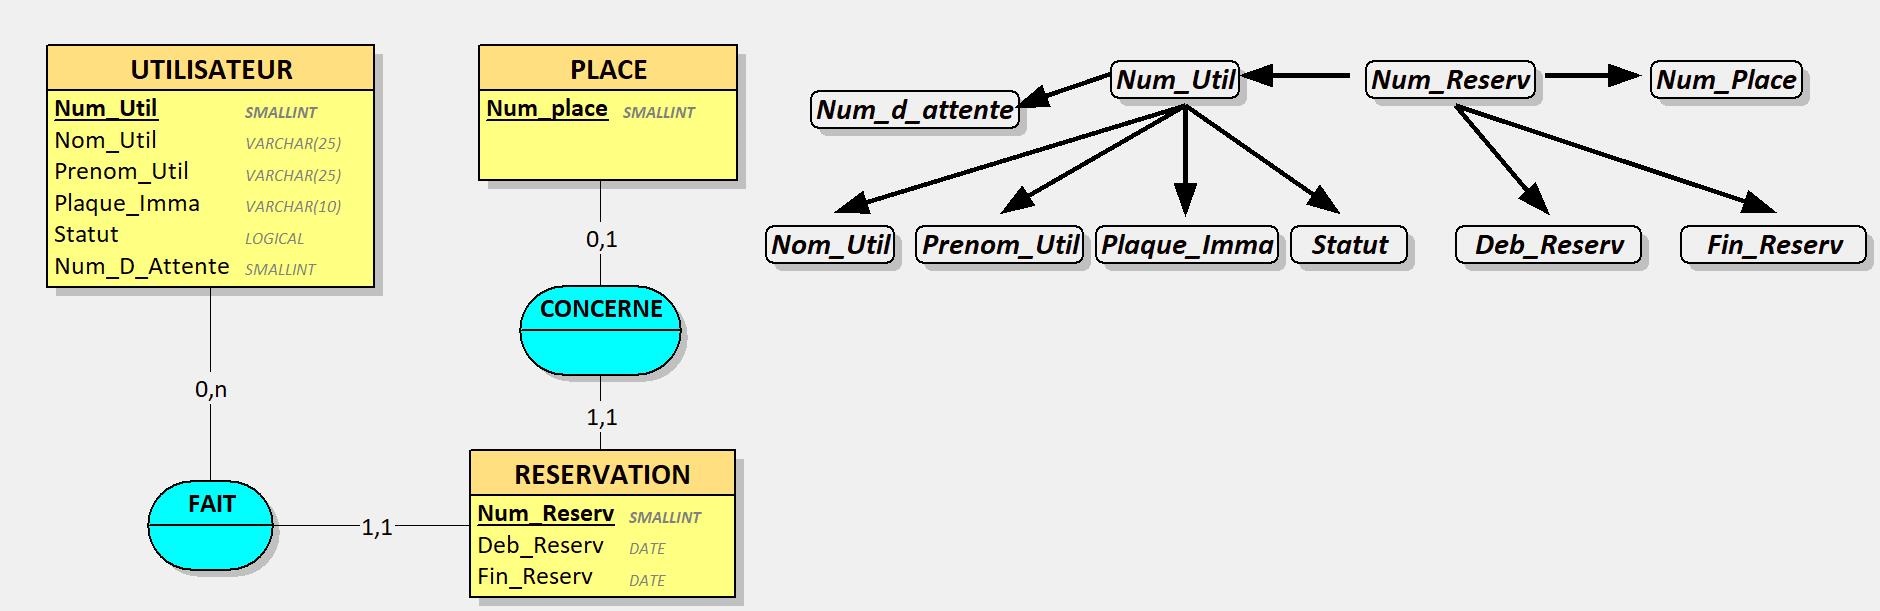 UTILISATEUR
Num_Util SMALLINT
Nom_Util VARCHAR(25)
Prenom_Util VARCHAR(25)
Plaque_Imma VARCHAR(10)
Statut LOGICAL
Num_D_Attente SMALLINT
0,n
FAIT
1,1
PLACE
Num_place SMALLINT
0,1
CONCERNE
1,1
RESERVATION
Num_Reserv SMALLINT
Deb_Reserv DATE
Fin_Reserv DATE
Num_Util Num_Reserv Num_Place
Num_d_attente
Nom_Util Prenom_Util Plaque_Imma Statut Deb_Reserv Fin_Reserv